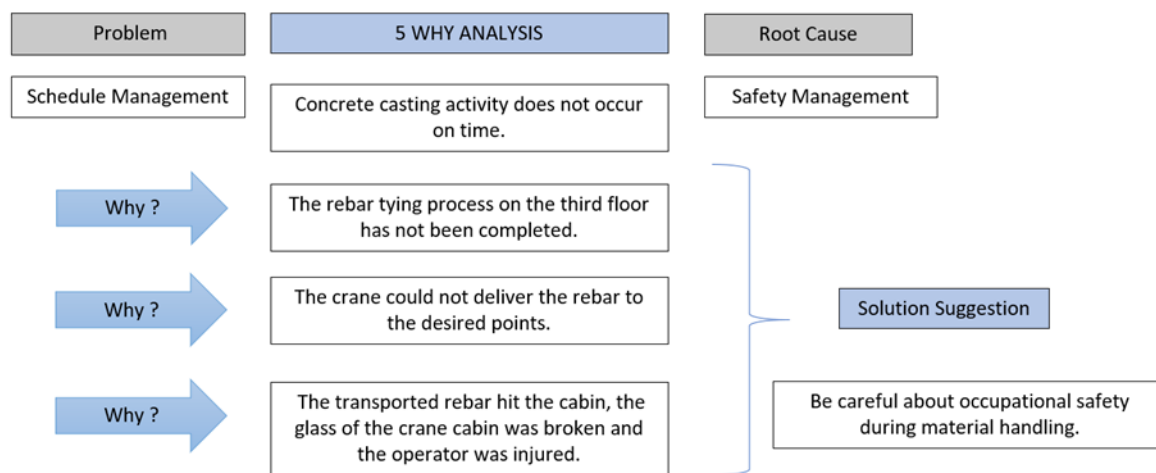 Problem
5 WHY ANALYSIS
Root Cause
Schedule Management
Concrete casting activity does not occur
on time.
Safety Management
Why ?
The rebar tying process on the third floor
has not been completed.
Why ?
The crane could not deliver the rebar to
the desired points.
Solution Suggestion
Why ?
The transported rebar hit the cabin, the
glass of the crane cabin was broken and
the operator was injured.
Be careful about occupational safety
during material handling.